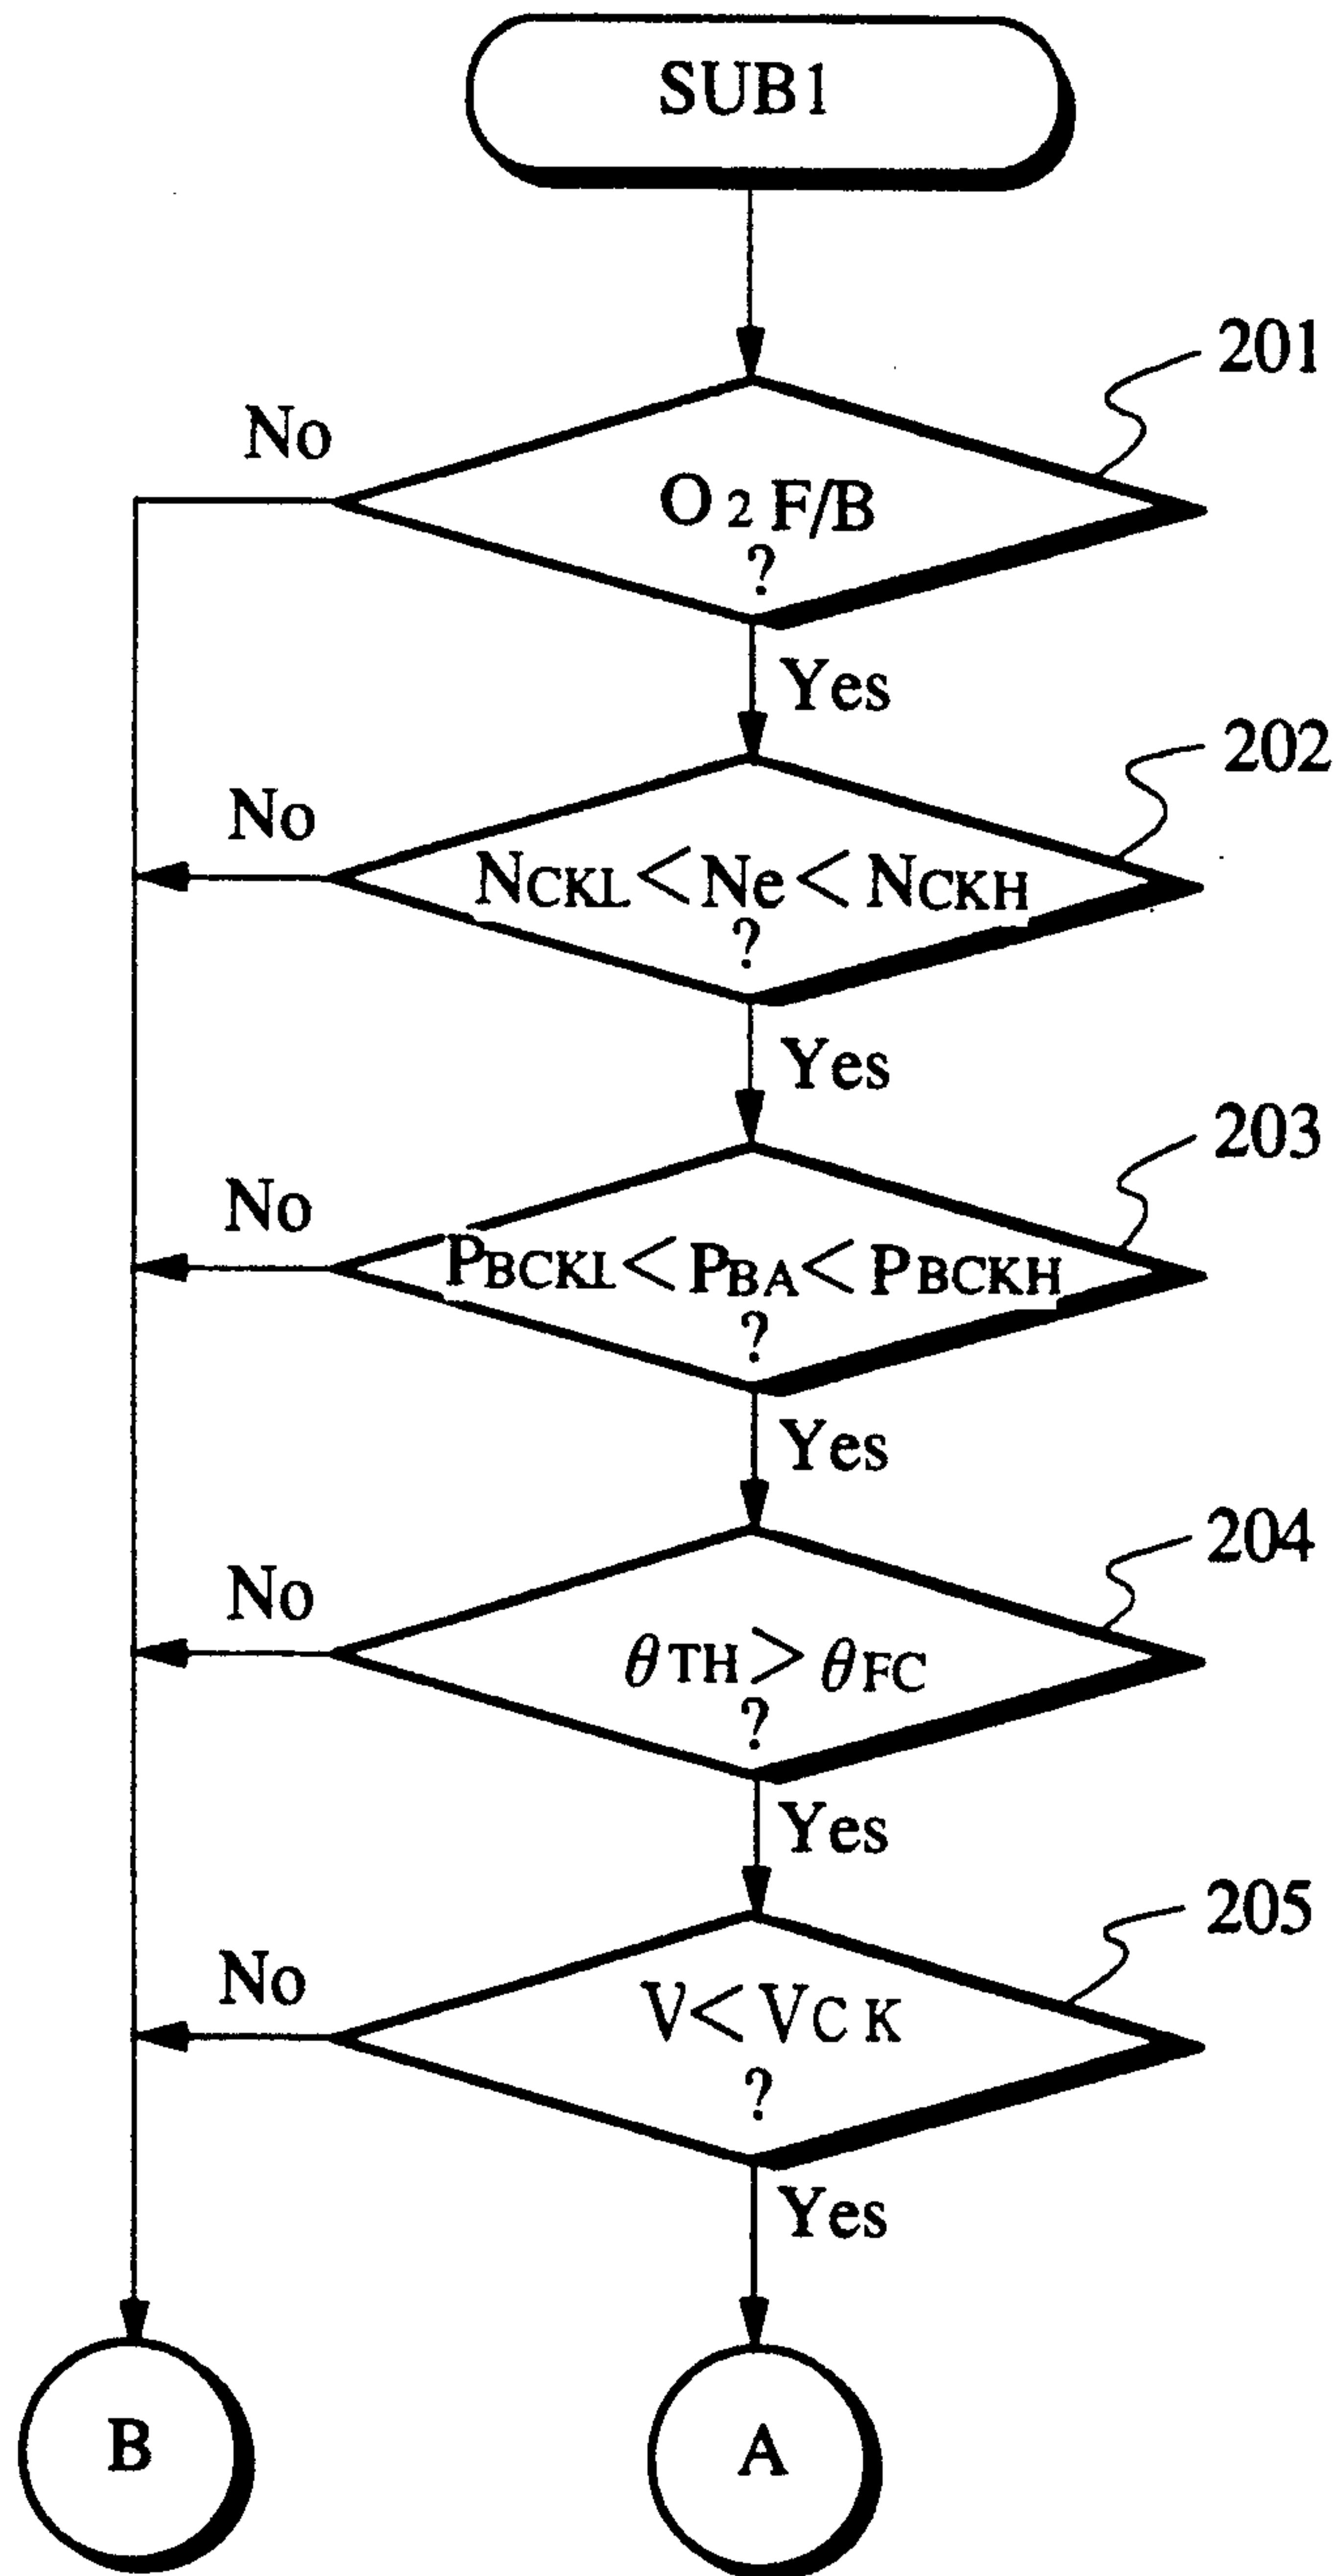 SUB1
201
No
O2 F/B
?
Yes
202
No
NCKL<Ne<NCKH
?
Yes
203
No
PBCKL<PBA<PBCKH
?
Yes
204
No
θTH>θFC
?
Yes
205
No
V<VCK
?
Yes
B
A